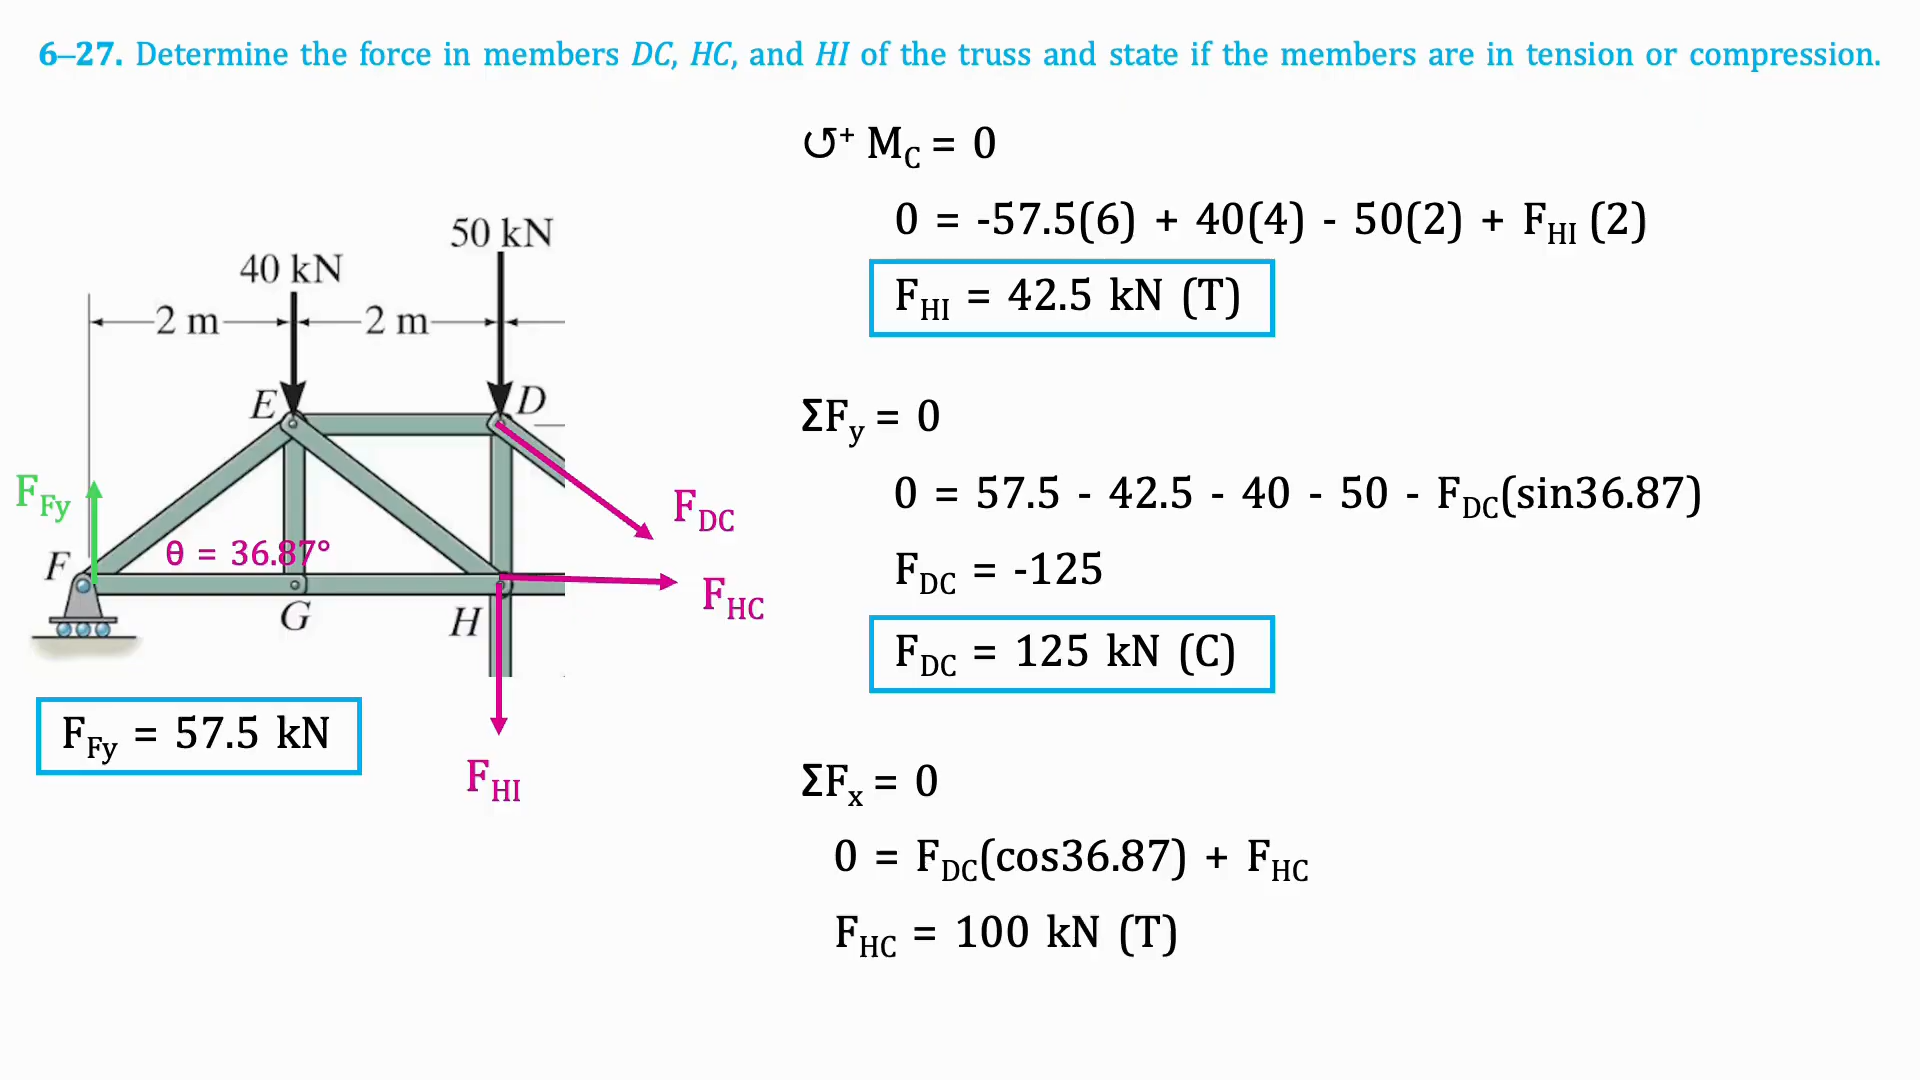 6–27. Determine the force in members DC, HC, and HI of the truss and state if the members are in tension or compression.
50 kN
40 kN
2 m
2 m
E
D
F_Fy
F
θ = 36.87°
G
H
F_DC
F_HC
F_HI
F_Fy = 57.5 kN
↺⁺ M_C = 0
0 = -57.5(6) + 40(4) - 50(2) + F_HI (2)
F_HI = 42.5 kN (T)
ΣF_y = 0
0 = 57.5 - 42.5 - 40 - 50 - F_DC(sin36.87)
F_DC = -125
F_DC = 125 kN (C)
ΣF_x = 0
0 = F_DC(cos36.87) + F_HC
F_HC = 100 kN (T)